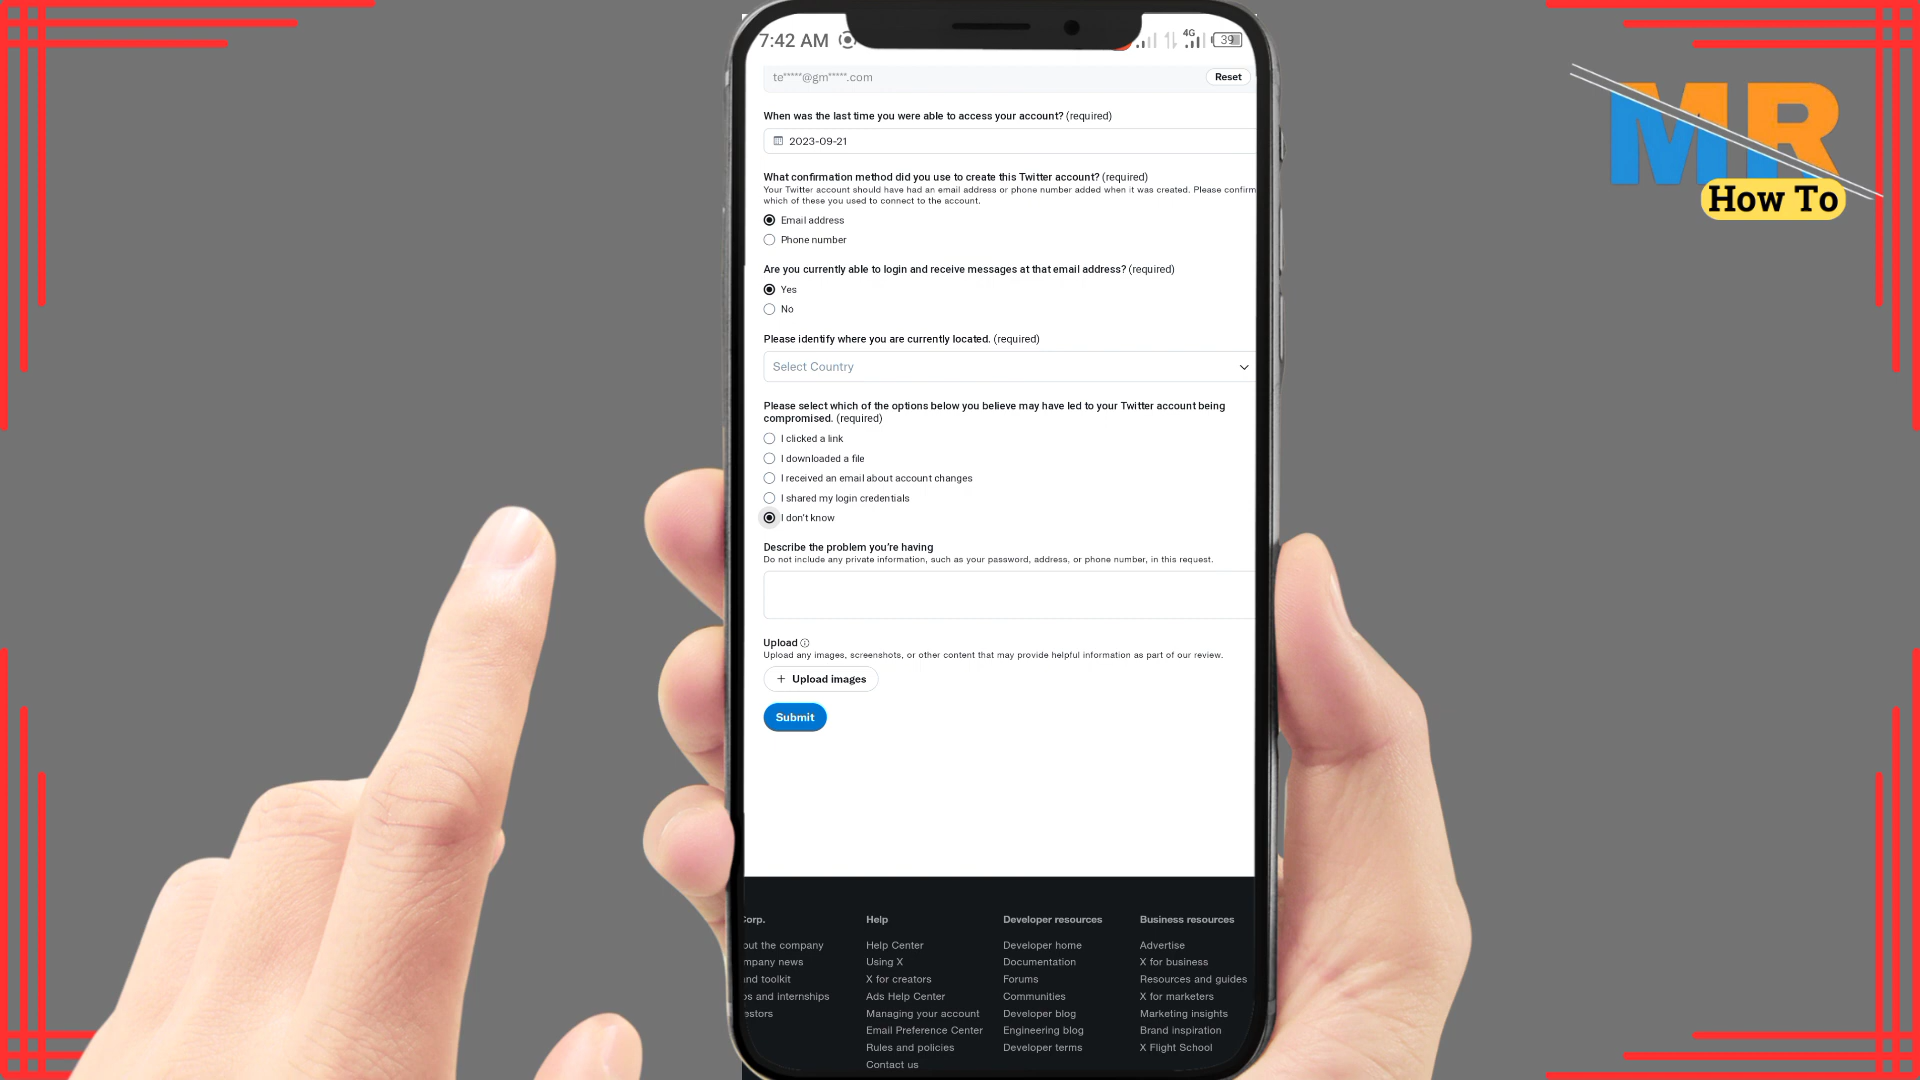 7:42 AM
4G
39
te*****@gm*****.com
Reset
When was the last time you were able to access your account? (required)
2023-09-21
What confirmation method did you use to create this Twitter account? (required)
Your Twitter account should have had an email address or phone number added when it was created. Please confirm
which of these you used to connect to the account.
Email address
Phone number
Are you currently able to login and receive messages at that email address? (required)
Yes
No
Please identify where you are currently located. (required)
Select Country
Please select which of the options below you believe may have led to your Twitter account being
compromised. (required)
I clicked a link
I downloaded a file
I received an email about account changes
I shared my login credentials
I don't know
Describe the problem you're having
Do not include any private information, such as your password, address, or phone number, in this request.
Upload
Upload any images, screenshots, or other content that may provide helpful information as part of our review.
+ Upload images
Submit
Corp.
out the company
mpany news
nd toolkit
os and internships
estors
Help
Help Center
Using X
X for creators
Ads Help Center
Managing your account
Email Preference Center
Rules and policies
Contact us
Developer resources
Developer home
Documentation
Forums
Communities
Developer blog
Engineering blog
Developer terms
Business resources
Advertise
X for business
Resources and guides
X for marketers
Marketing insights
Brand inspiration
X Flight School
MR
How To